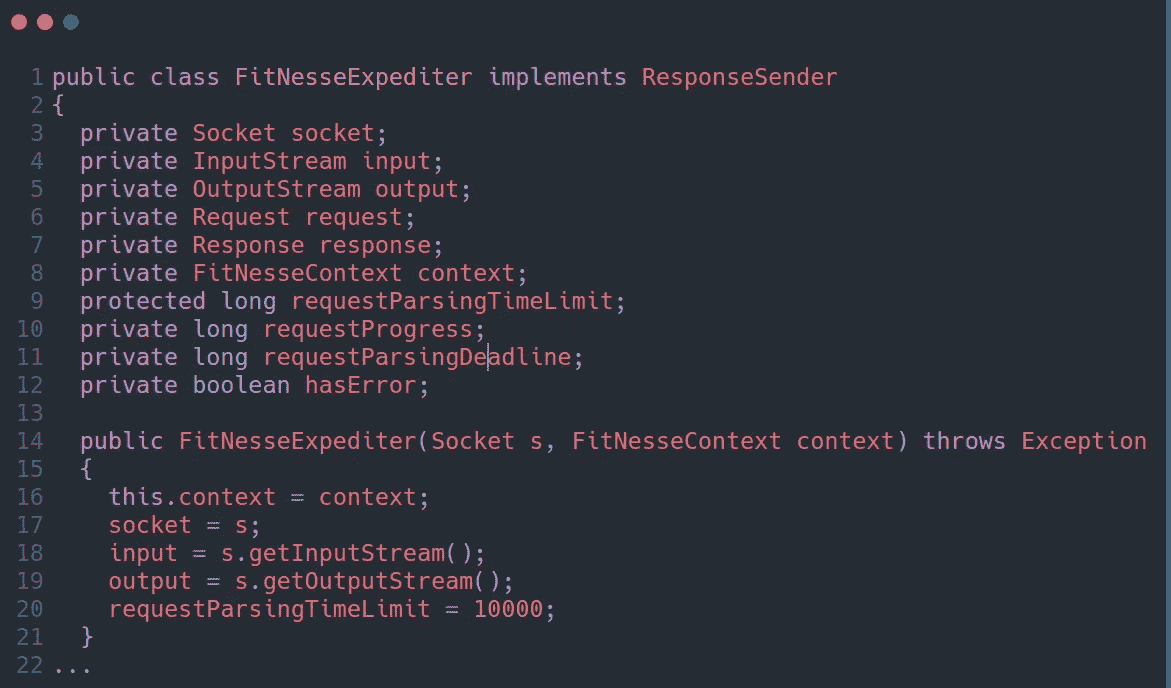 1 public class FitNesseExpediter implements ResponseSender
2 {
3   private Socket socket;
4   private InputStream input;
5   private OutputStream output;
6   private Request request;
7   private Response response;
8   private FitNesseContext context;
9   protected long requestParsingTimeLimit;
10   private long requestProgress;
11   private long requestParsingDeadline;
12   private boolean hasError;
13
14   public FitNesseExpediter(Socket s, FitNesseContext context) throws Exception
15   {
16     this.context = context;
17     socket = s;
18     input = s.getInputStream();
19     output = s.getOutputStream();
20     requestParsingTimeLimit = 10000;
21   }
22 ...